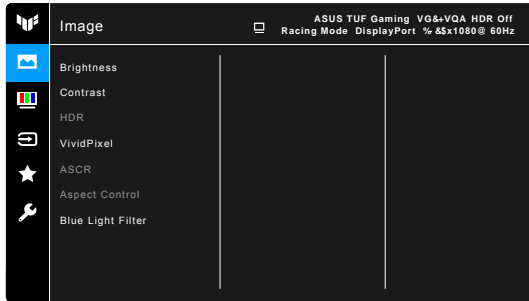 Image
ASUS TUF Gaming VG&+VQA HDR Off
Racing Mode DisplayPort % &$x1080@ 60Hz
Brightness
Contrast
HDR
VividPixel
ASCR
Aspect Control
Blue Light Filter